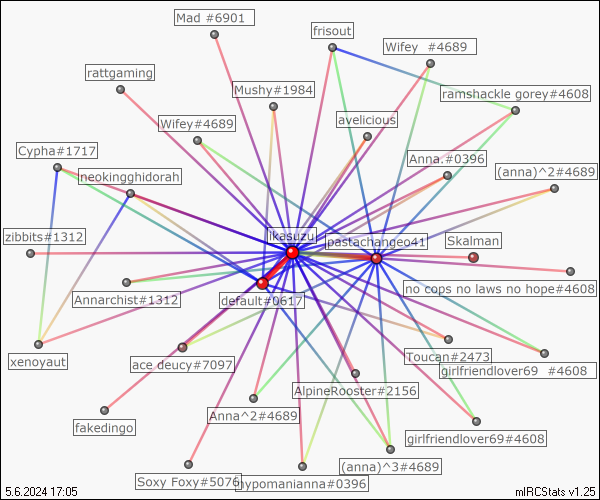 Mad #6901
frisout
Wifey  #4689
rattgaming
Mushy#1984
ramshackle gorey#4608
Wifey#4689
avelicious
Cypha#1717
Anna.#0396
neokingghidorah
(anna)^2#4689
zibbits#1312
likasuzu
pastachangeo41
Skalman
no cops no laws no hope#4608
Annarchist#1312
default#0617
xenoyaut
ace deucy#7097
Toucan#2473
girlfriendlover69  #4608
AlpineRooster#2156
fakedingo
Anna^2#4689
girlfriendlover69#4608
(anna)^3#4689
Soxy Foxy#5076
hypomanianna#0396
5.6.2024 17:05
mIRCStats v1.25